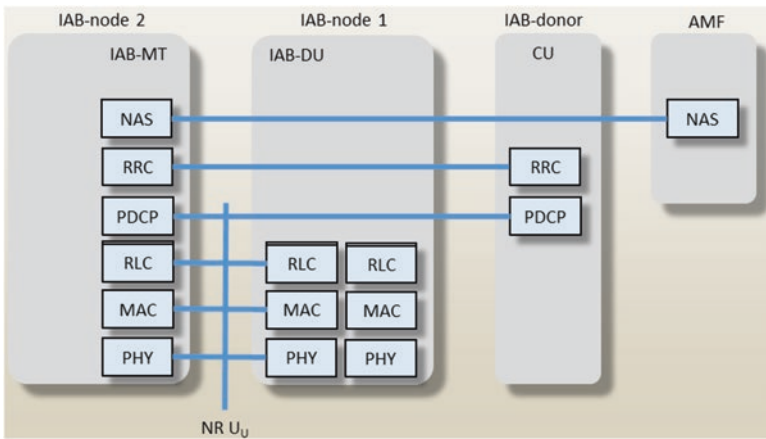 IAB-node 2 IAB-node 1 IAB-donor AMF
IAB-MT IAB-DU CU
NAS NAS
RRC RRC
PDCP PDCP
RLC RLC RLC
MAC MAC MAC
PHY PHY PHY
NR UU